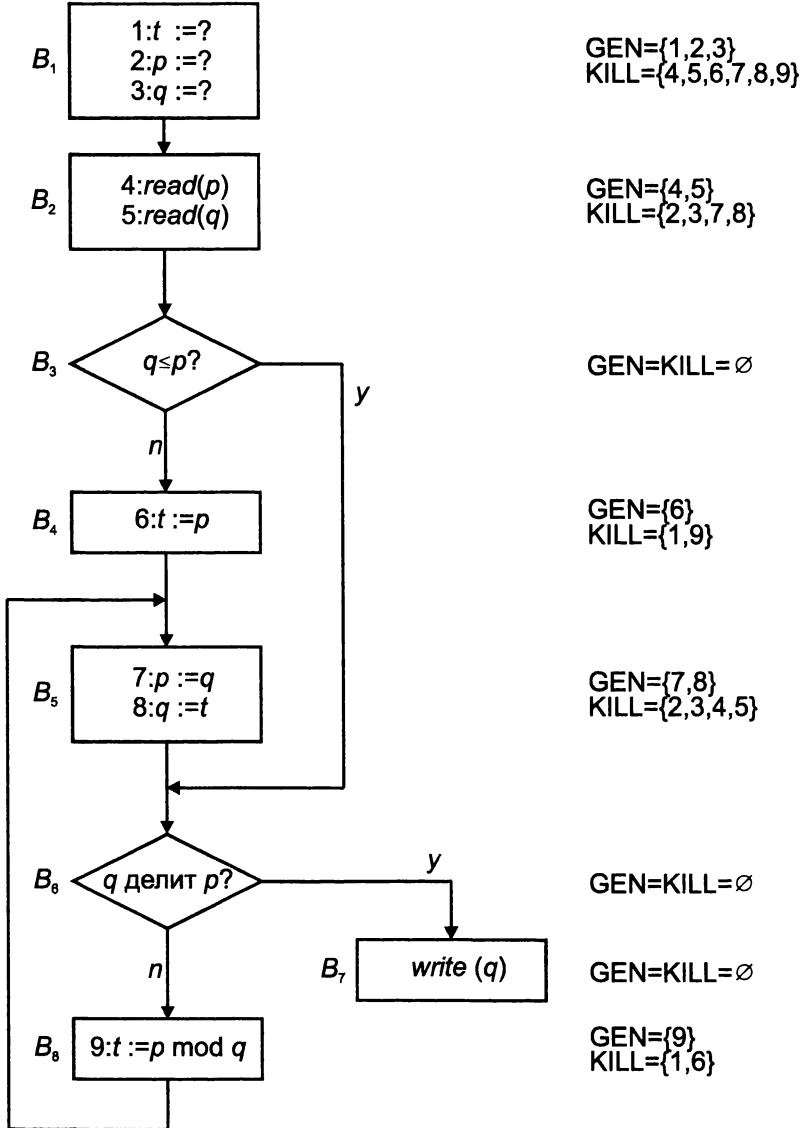 B₁
1:t :=?
2:p :=?
3:q :=?
GEN={1,2,3}
KILL={4,5,6,7,8,9}
B₂
4:read(p)
5:read(q)
GEN={4,5}
KILL={2,3,7,8}
B₃
q≤p?
GEN=KILL=∅
y
n
B₄
6:t :=p
GEN={6}
KILL={1,9}
B₅
7:p :=q
8:q :=t
GEN={7,8}
KILL={2,3,4,5}
B₆
q делит p?
y
GEN=KILL=∅
n
B₇
write (q)
GEN=KILL=∅
B₈
9:t :=p mod q
GEN={9}
KILL={1,6}